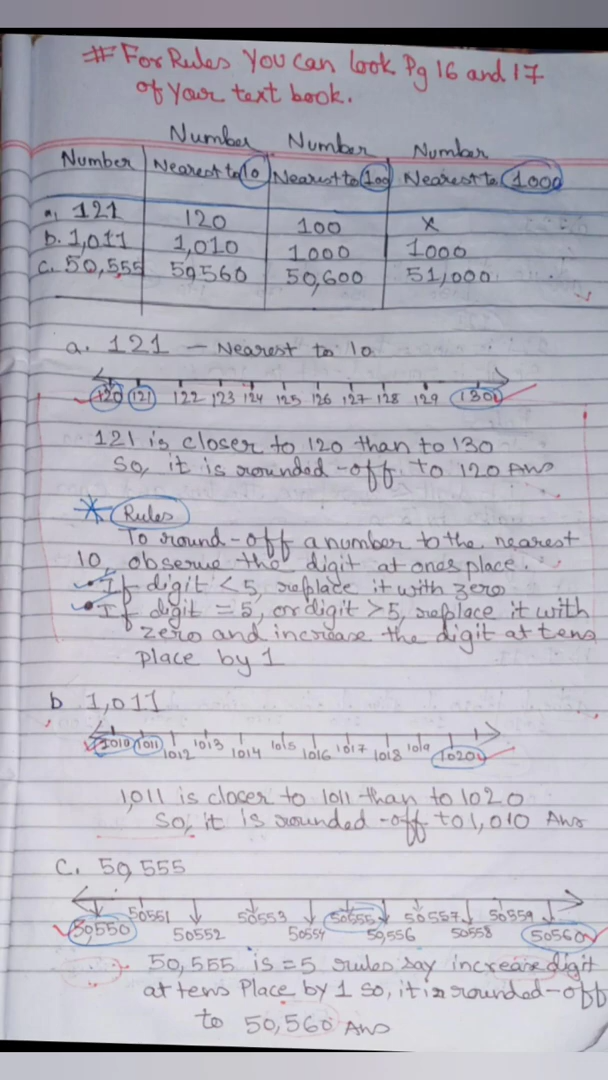 # For Rules You can look Pg 16 and 17
of your text book.
Number | Number Nearest to 10 | Number Nearest to 100 | Number Nearest to 1000
a. 121 | 120 | 100 | x
b. 1,011 | 1,010 | 1000 | 1000
c. 50,555 | 50,560 | 50,600 | 51,000
a. 121 - Nearest to 10
120 121 122 123 124 125 126 127 128 129 130
121 is closer to 120 than to 130
So, it is rounded-off to 120 Ans
* Rules
To round-off a number to the nearest
10, observe the digit at ones place.
• If digit < 5, replace it with zero
• If digit = 5, or digit > 5, replace it with
zero and increase the digit at tens
place by 1
b 1,011
1010 1011 1012 1013 1014 1015 1016 1017 1018 1019 1020
1,011 is closer to 1011 than to 1020
So, it is rounded-off to 1,010 Ans
C. 50,555
50,550 50551 50552 50553 50554 50555 50,556 50557 50558 50559 50560
50,555 is = 5 rules say increase digit
at tens Place by 1 so, it is rounded-off
to 50,560 Ans